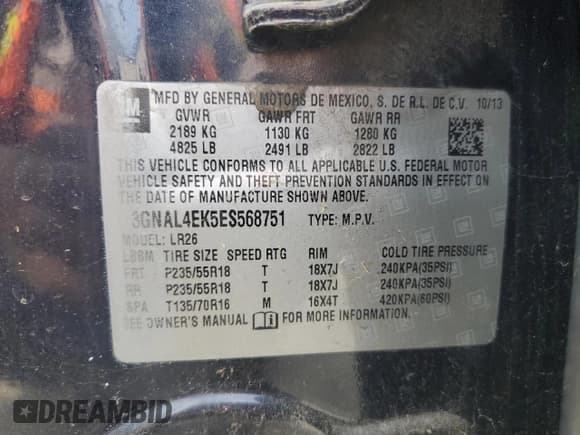 GM
MFD BY GENERAL MOTORS DE MEXICO, S. DE R.L. DE C.V. 10/13
GVWR GAWR FRT GAWR RR
2189 KG 1130 KG 1280 KG
4825 LB 2491 LB 2822 LB
THIS VEHICLE CONFORMS TO ALL APPLICABLE U.S. FEDERAL MOTOR
VEHICLE SAFETY AND THEFT PREVENTION STANDARDS IN EFFECT ON
THE DATE OF MANUFACTURE SHOWN ABOVE.
3GNAL4EK5ES568751 TYPE: M.P.V.
MODEL: LR26
LBBM TIRE SIZE SPEED RTG RIM COLD TIRE PRESSURE
FRT P235/55R18 T 18X7J 240KPA(35PSI)
RR P235/55R18 T 18X7J 240KPA(35PSI)
SPA T135/70R16 M 16X4T 420KPA(60PSI)
SEE OWNER'S MANUAL FOR MORE INFORMATION.
DREAMBID